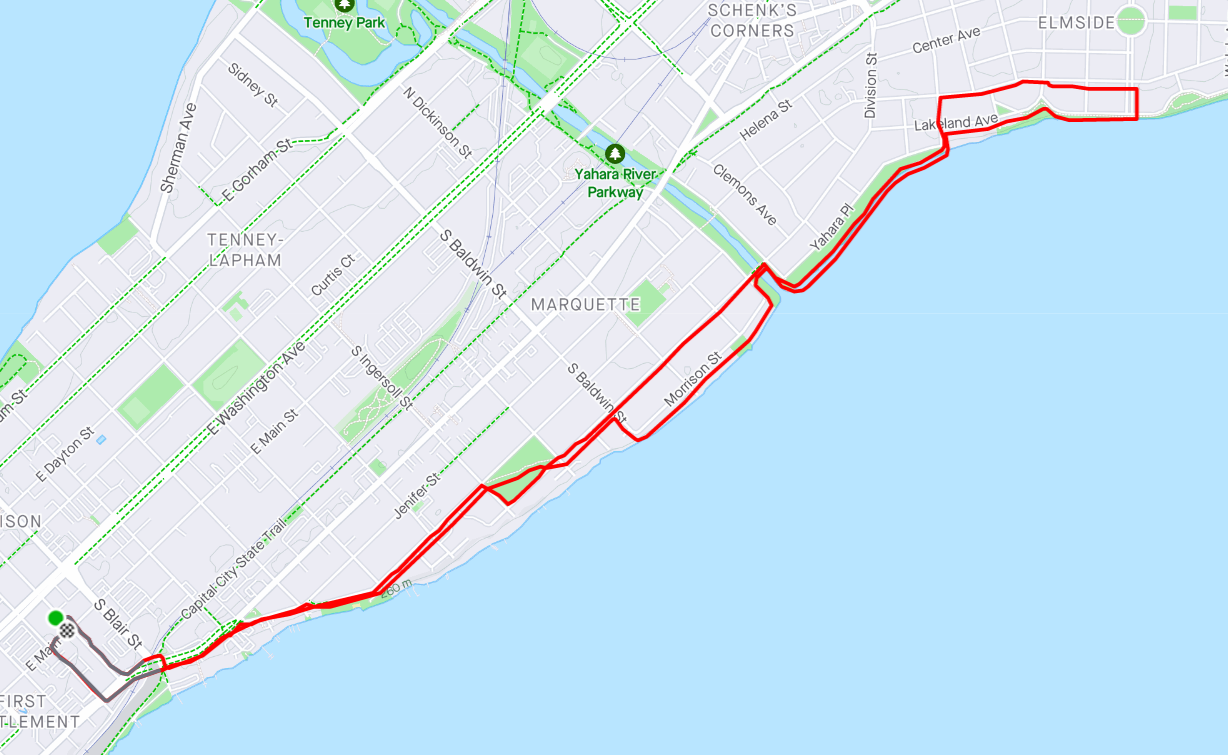 Tenney Park
SCHENK'S
CORNERS
ELMSIDE
Center Ave
Sidney St
N Dickinson St
Division St
Sherman Ave
Helena St
Lakeland Ave
E Gorham St
Yahara River
Parkway
Clemons Ave
Yahara Pl
TENNEY-
LAPHAM
S Baldwin St
Curtis Ct
MARQUETTE
S Ingersoll St
E Washington Ave
S Baldwin St
Morrison St
E Main St
E Dayton St
Jenifer St
ISON
Capital City State Trail
260 m
S Blair St
E Main
FIRST
TLEMENT